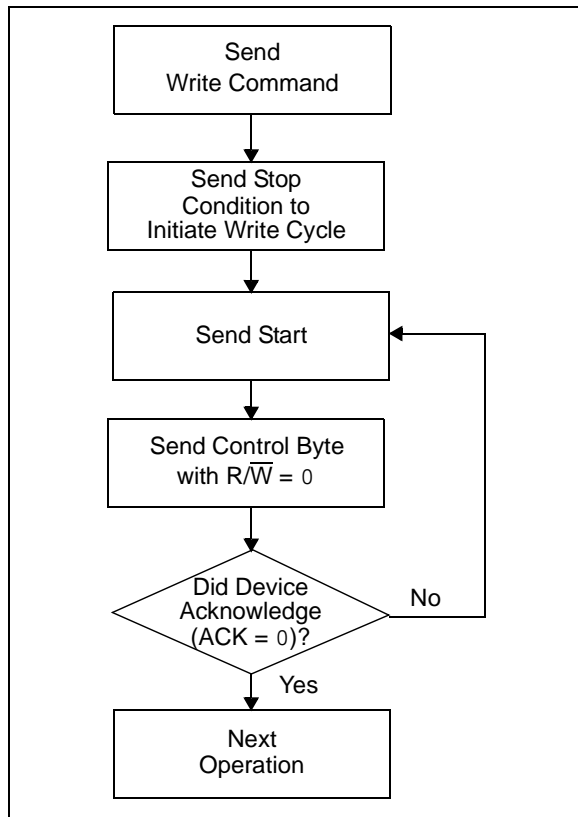 Send
Write Command
Send Stop
Condition to
Initiate Write Cycle
Send Start
Send Control Byte
with R/W̅ = 0
Did Device
Acknowledge
(ACK = 0)?
No
Yes
Next
Operation